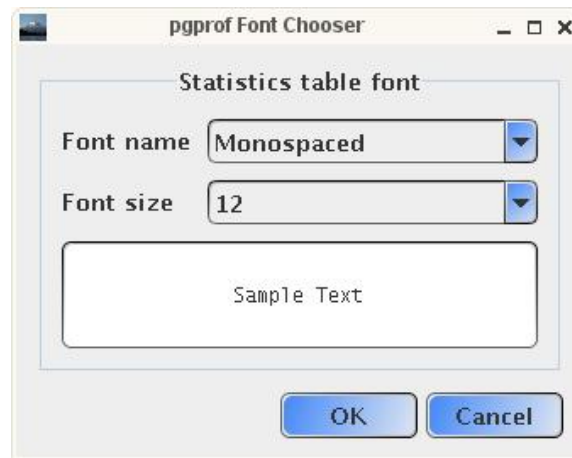 pgprof Font Chooser
Statistics table font
Font name Monospaced
Font size 12
Sample Text
OK Cancel